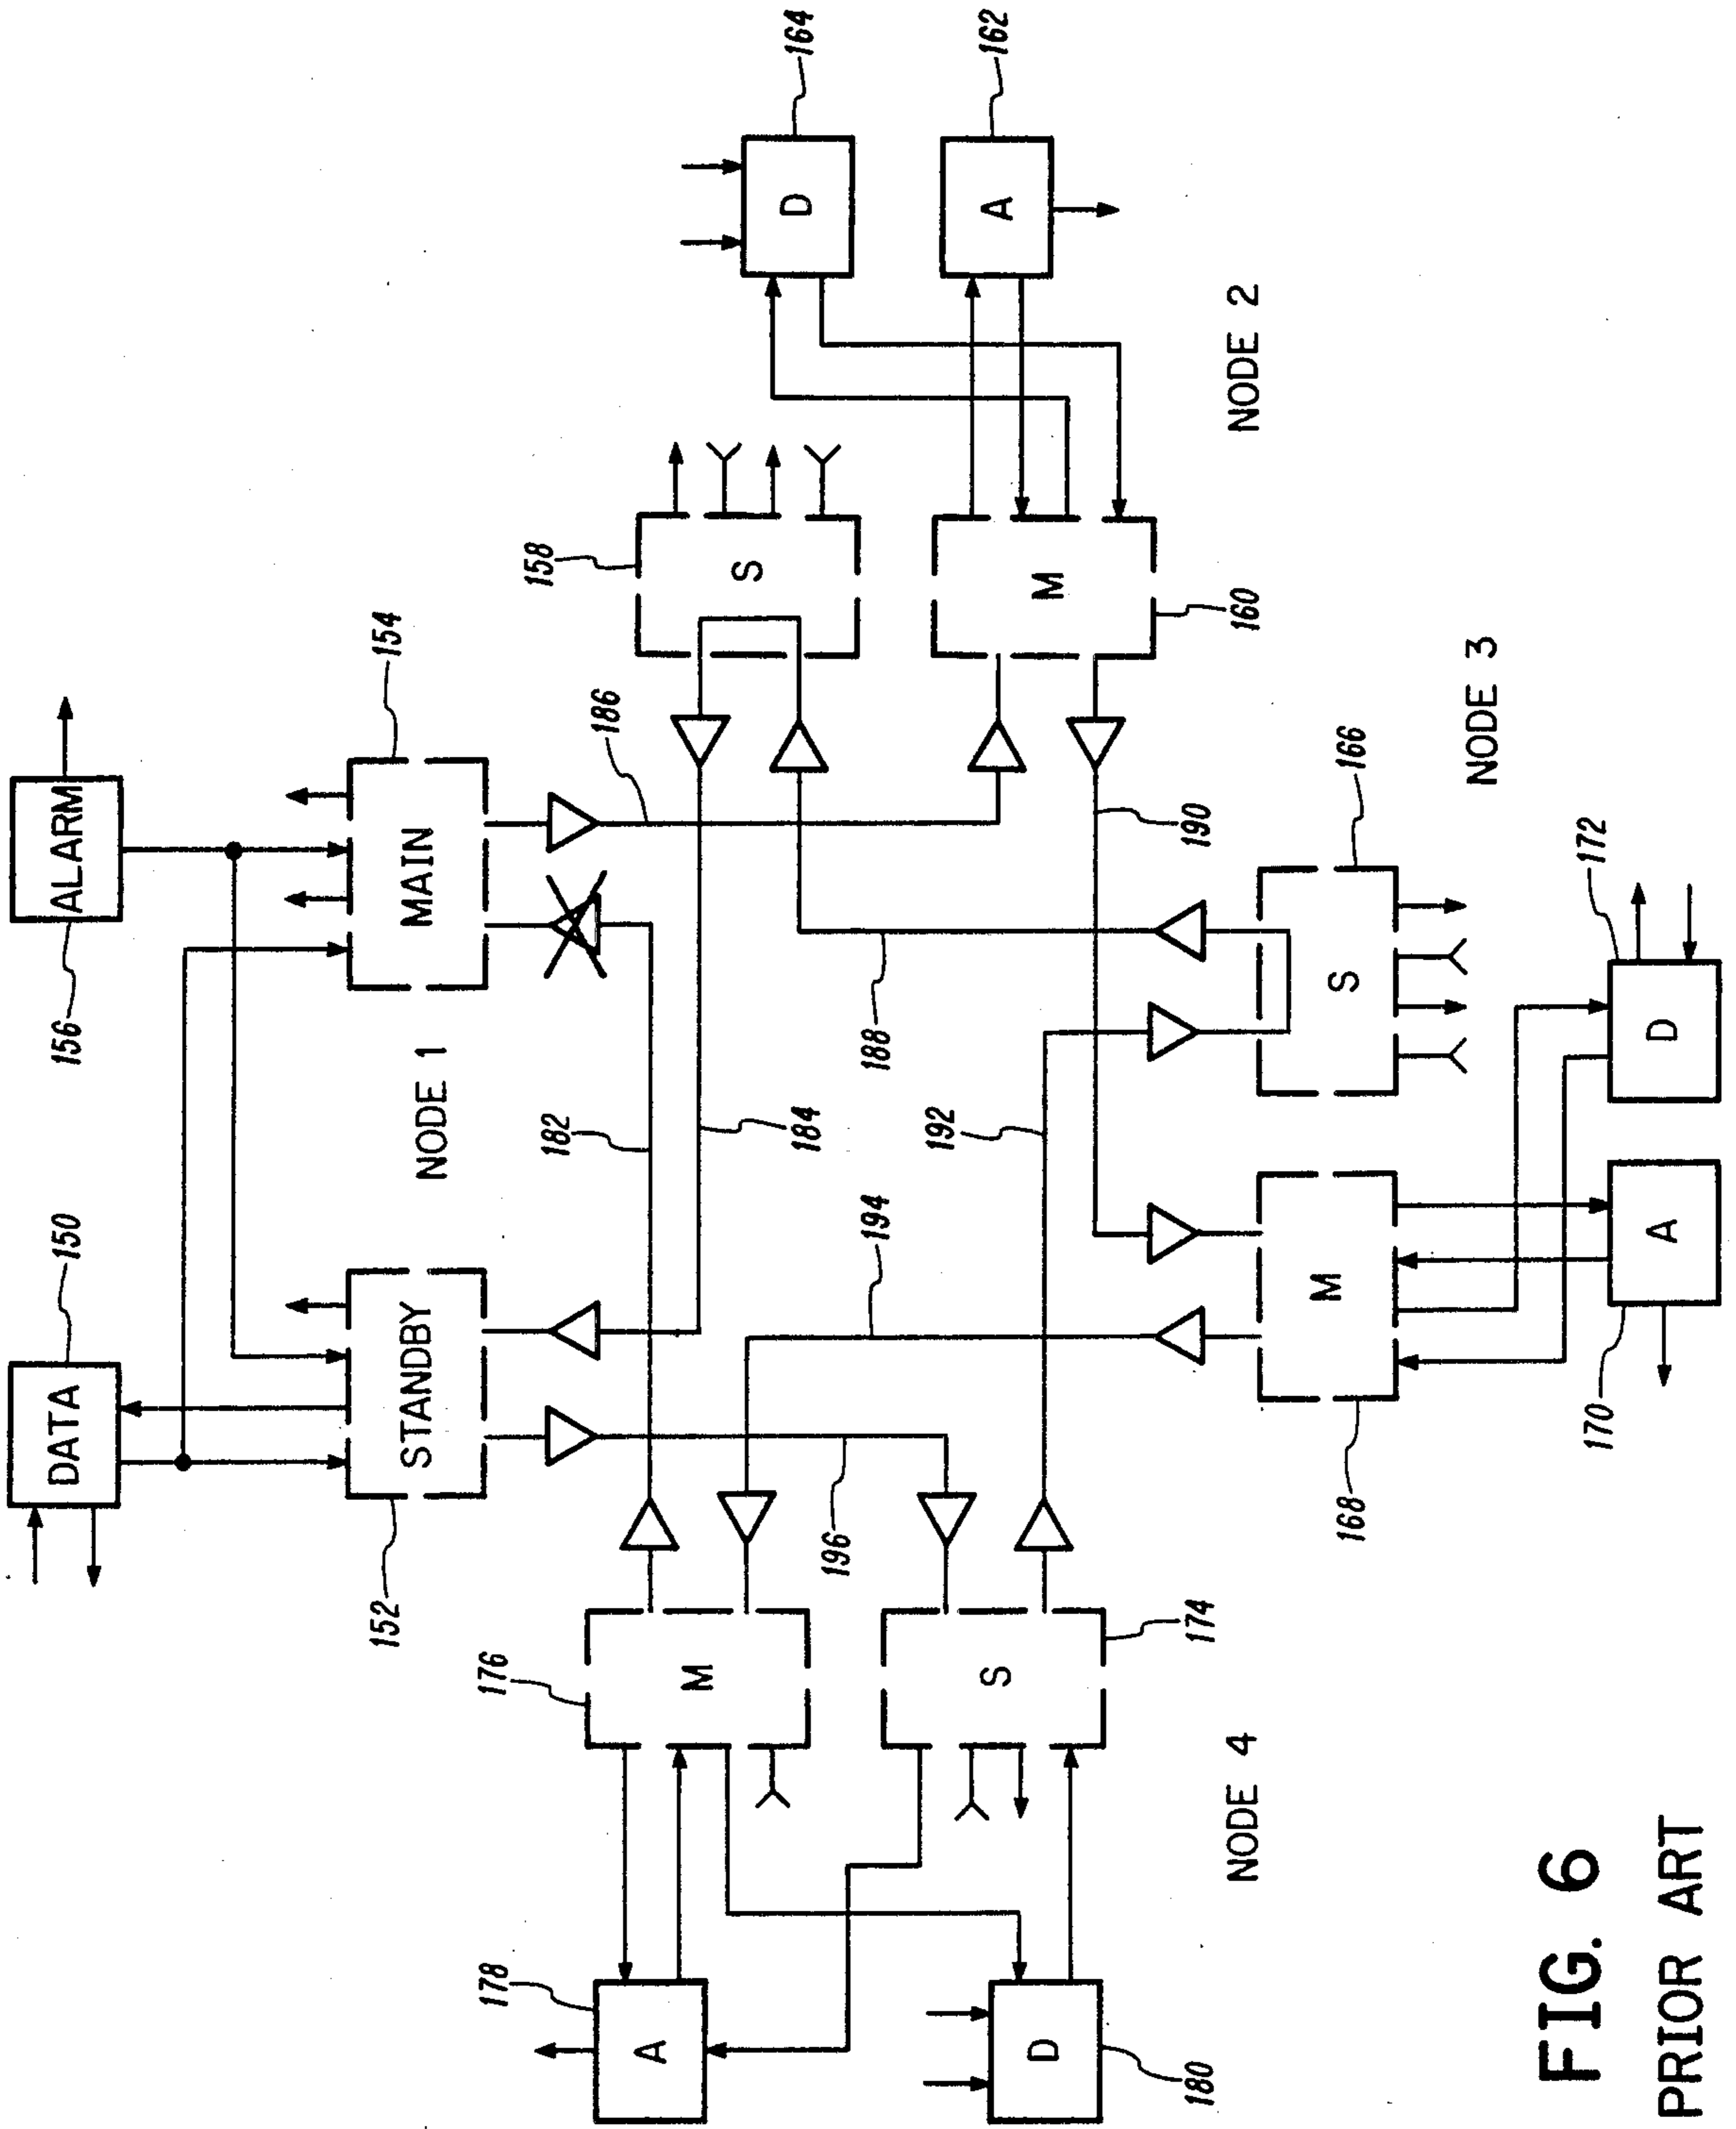 156
ALARM
154
MAIN
150
DATA
152
STANDBY
NODE 1
182
184
186
158
S
164
D
162
A
M
160
NODE 2
188
190
192
194
196
176
M
178
A
S
174
180
D
NODE 4
166
S
NODE 3
M
168
172
D
170
A
FIG. 6
PRIOR ART